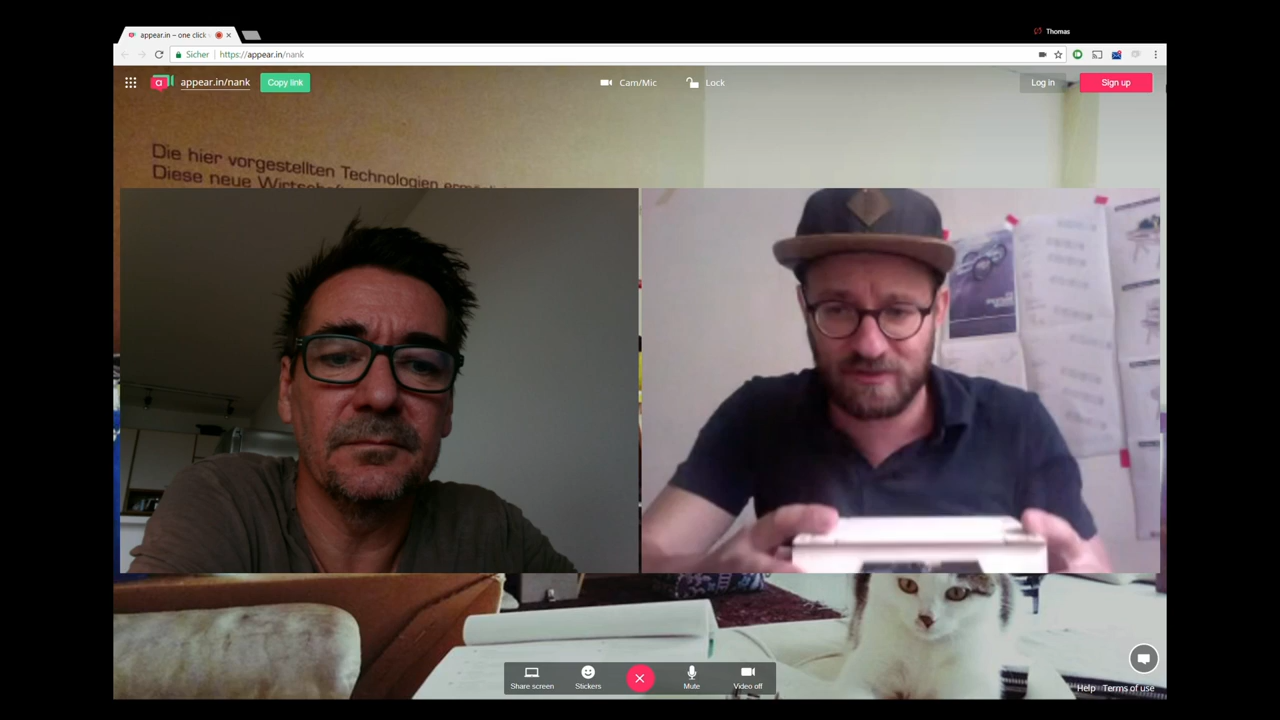 Thomas
appear.in – one click
Sicher https://appear.in/nank
appear.in/nank Copy link Cam/Mic Lock Log in Sign up
Die hier vorgestellten Technologien
Diese neue
Share screen Stickers Mute Video off
Help Terms of use